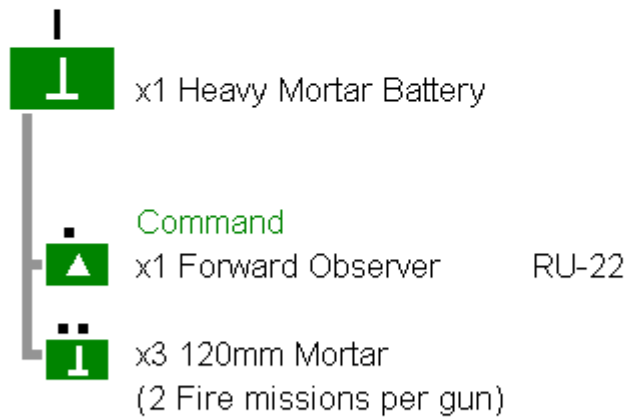 x1 Heavy Mortar Battery
Command
x1 Forward Observer RU-22
x3 120mm Mortar
(2 Fire missions per gun)